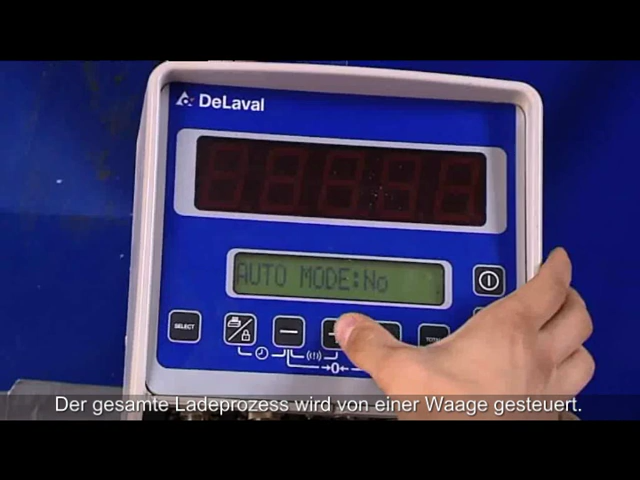 DeLaval
AUTO MODE:No
SELECT
Der gesamte Ladeprozess wird von einer Waage gesteuert.